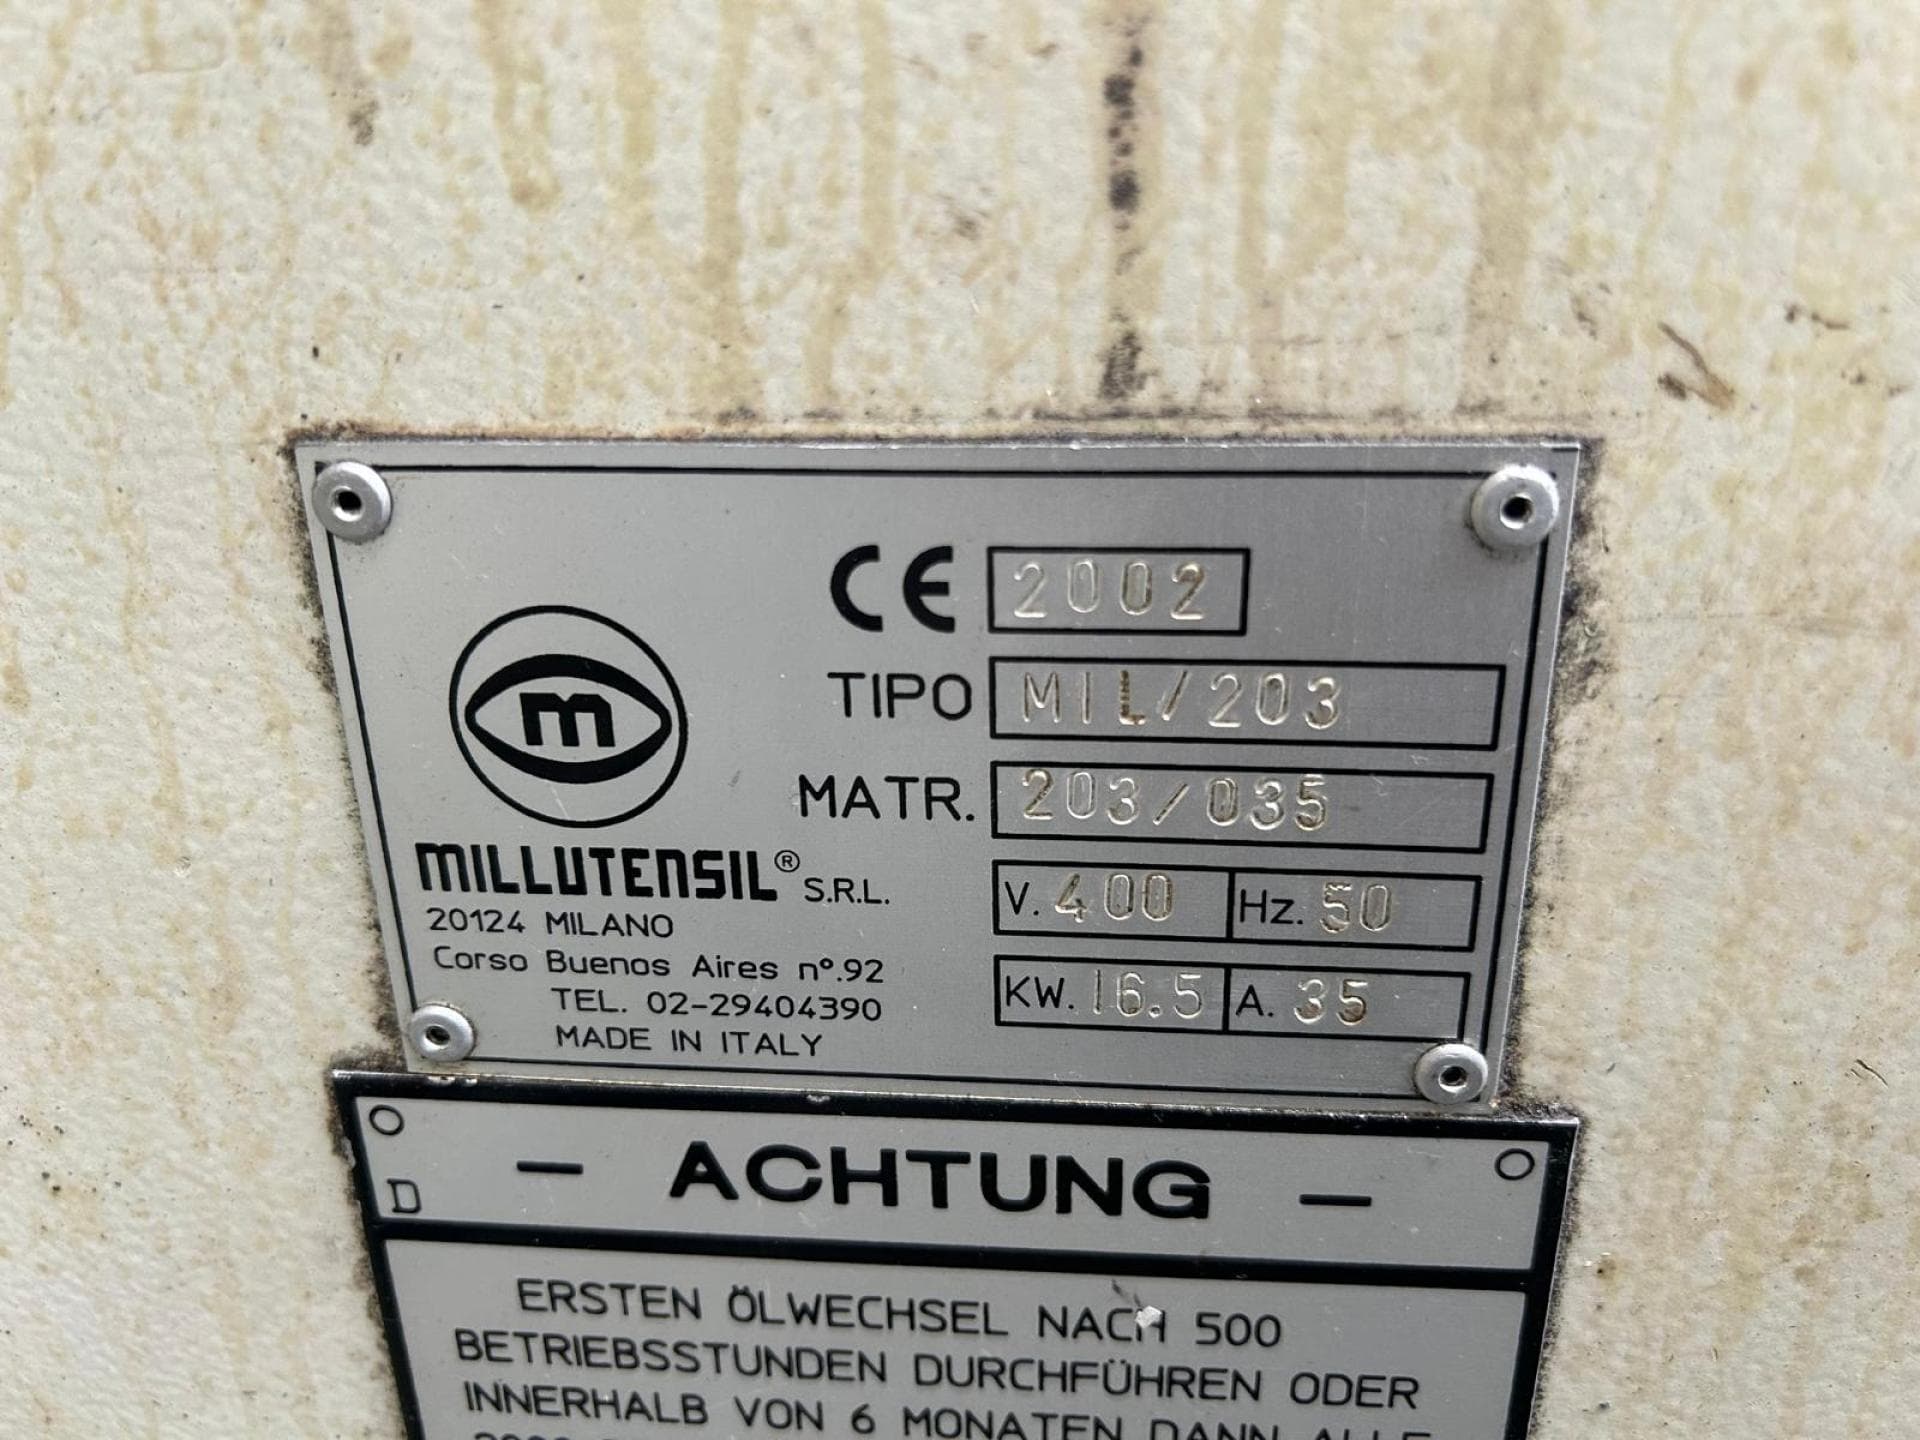 CE 2002
TIPO MIL/203
MATR. 203/035
V. 400 Hz. 50
KW. 16.5 A. 35
m
MILLUTENSIL® S.R.L.
20124 MILANO
Corso Buenos Aires n°.92
TEL. 02-29404390
MADE IN ITALY
D
- ACHTUNG -
ERSTEN ÖLWECHSEL NACH 500
BETRIEBSSTUNDEN DURCHFÜHREN ODER
INNERHALB VON 6 MONATEN DANN ALLE